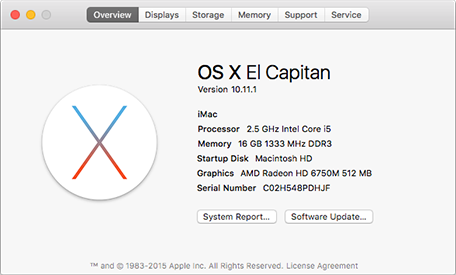 Overview Displays Storage Memory Support Service
OS X El Capitan
Version 10.11.1
iMac
Processor 2.5 GHz Intel Core i5
Memory 16 GB 1333 MHz DDR3
Startup Disk Macintosh HD
Graphics AMD Radeon HD 6750M 512 MB
Serial Number C02H548PDHJF
System Report... Software Update...
™ and © 1983-2015 Apple Inc. All Rights Reserved. License Agreement